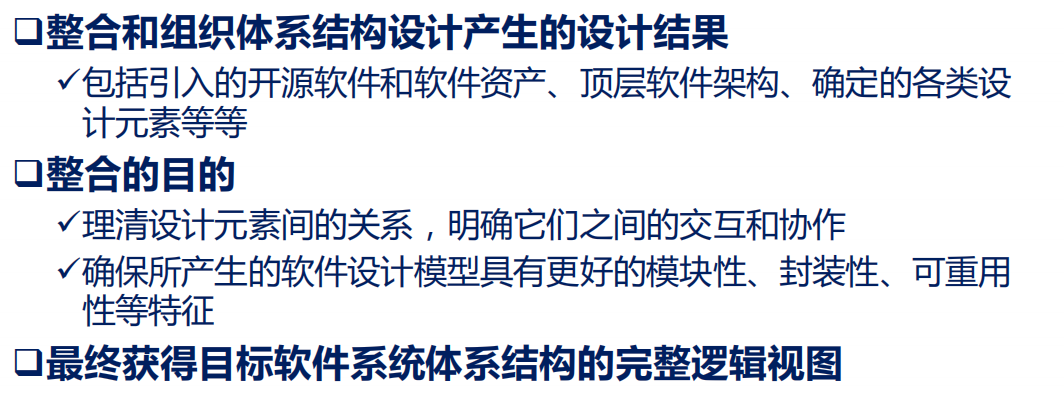 ❑整合和组织体系结构设计产生的设计结果
✓包括引入的开源软件和软件资产、顶层软件架构、确定的各类设
计元素等等
❑整合的目的
✓理清设计元素间的关系，明确它们之间的交互和协作
✓确保所产生的软件设计模型具有更好的模块性、封装性、可重用
性等特征
❑最终获得目标软件系统体系结构的完整逻辑视图